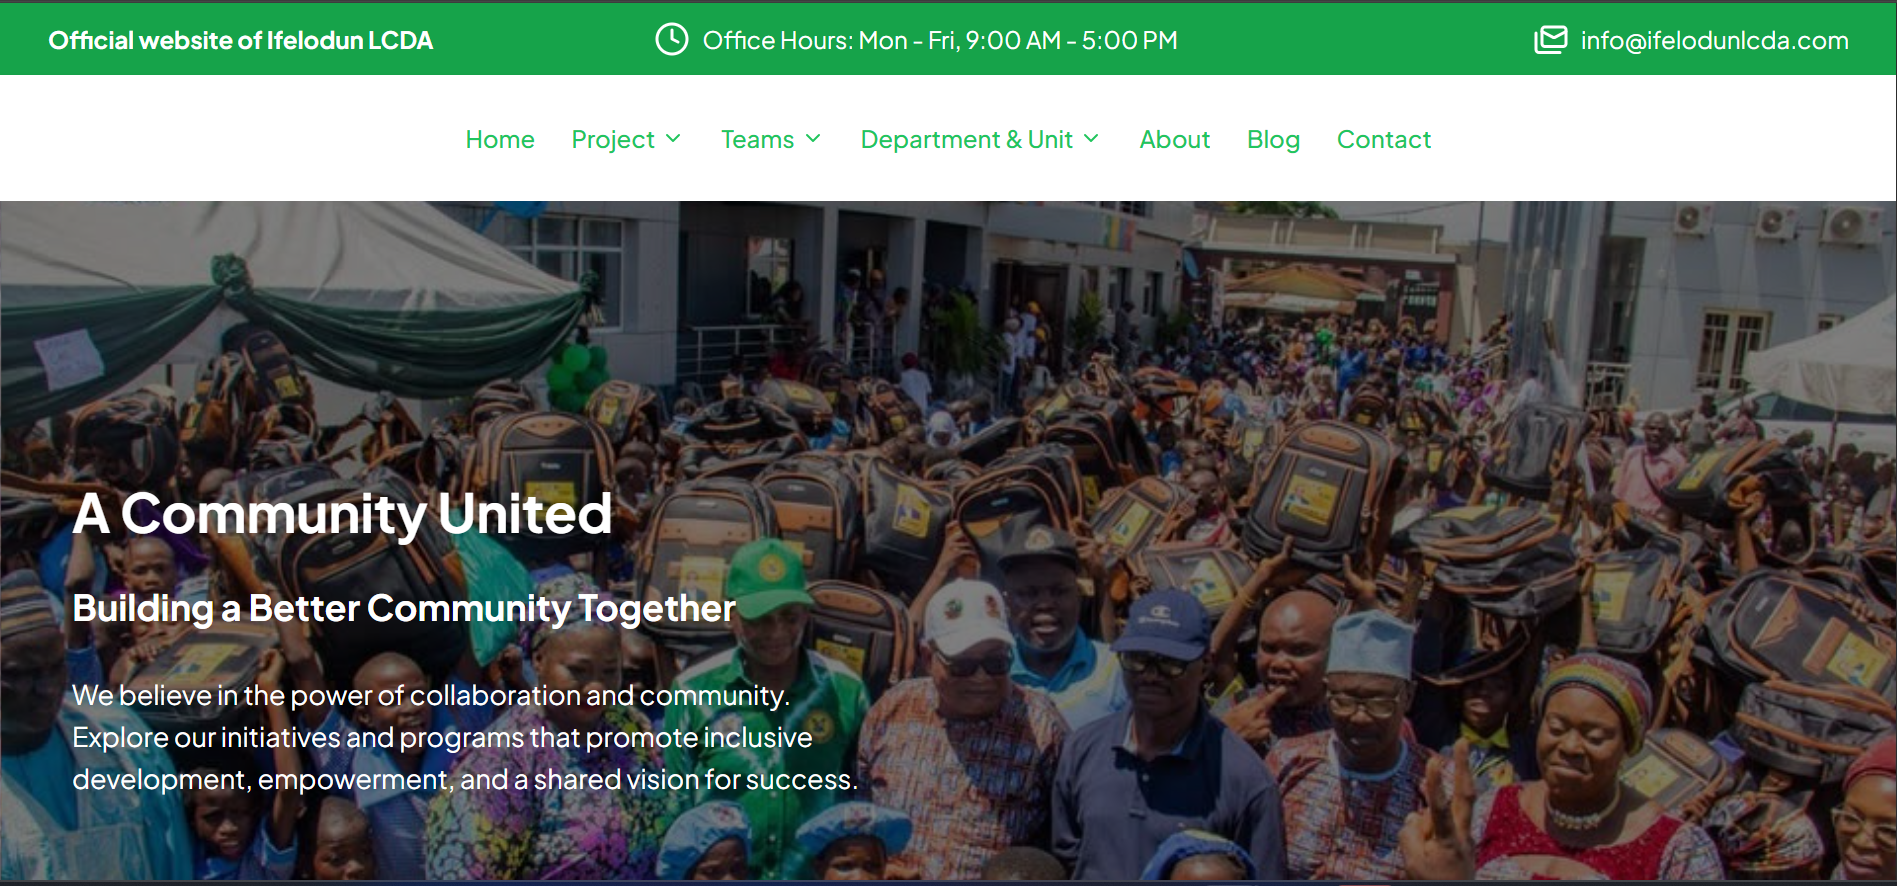 Official website of Ifelodun LCDA
Office Hours: Mon - Fri, 9:00 AM - 5:00 PM
info@ifelodunlcda.com
Home
Project
Teams
Department & Unit
About
Blog
Contact
A Community United
Building a Better Community Together
We believe in the power of collaboration and community.
Explore our initiatives and programs that promote inclusive
development, empowerment, and a shared vision for success.